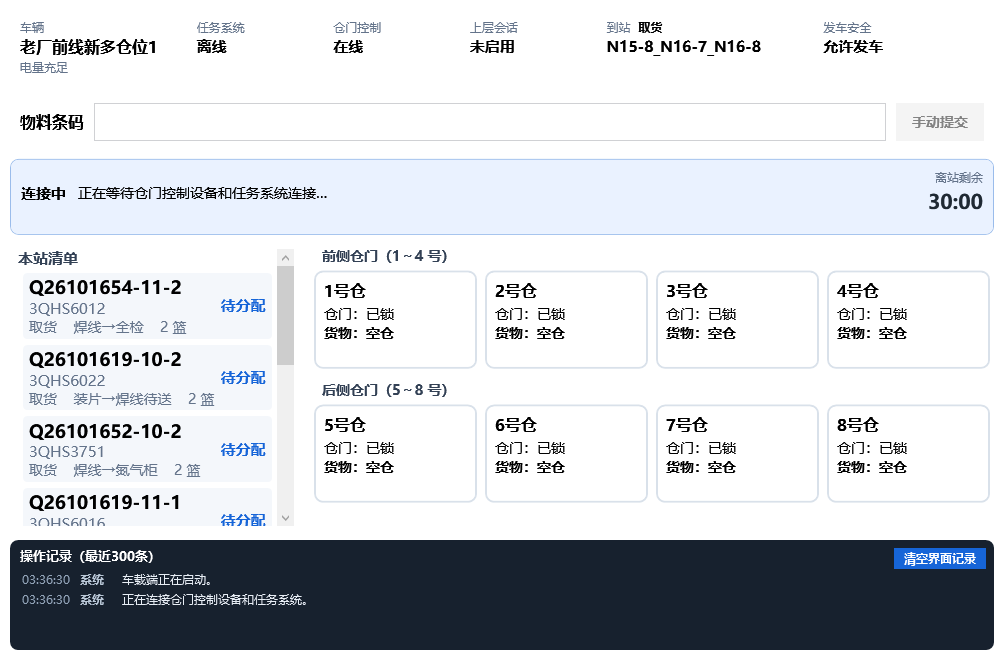 车辆
老厂前线新多仓位1
电量充足
任务系统
离线
仓门控制
在线
上层会话
未启用
到站 取货
N15-8_N16-7_N16-8
发车安全
允许发车
物料条码
手动提交
连接中 正在等待仓门控制设备和任务系统连接...
离站剩余
30:00
本站清单
Q26101654-11-2
3QHS6012
待分配
取货 焊线→全检 2 篮
Q26101619-10-2
3QHS6022
待分配
取货 装片→焊线待送 2 篮
Q26101652-10-2
3QHS3751
待分配
取货 焊线→氮气柜 2 篮
Q26101619-11-1
3QHS6016
待分配
前侧仓门（1～4 号）
1号仓
仓门：已锁
货物：空仓
2号仓
仓门：已锁
货物：空仓
3号仓
仓门：已锁
货物：空仓
4号仓
仓门：已锁
货物：空仓
后侧仓门（5～8 号）
5号仓
仓门：已锁
货物：空仓
6号仓
仓门：已锁
货物：空仓
7号仓
仓门：已锁
货物：空仓
8号仓
仓门：已锁
货物：空仓
操作记录（最近300条）
清空界面记录
03:36:30 系统 车载端正在启动。
03:36:30 系统 正在连接仓门控制设备和任务系统。